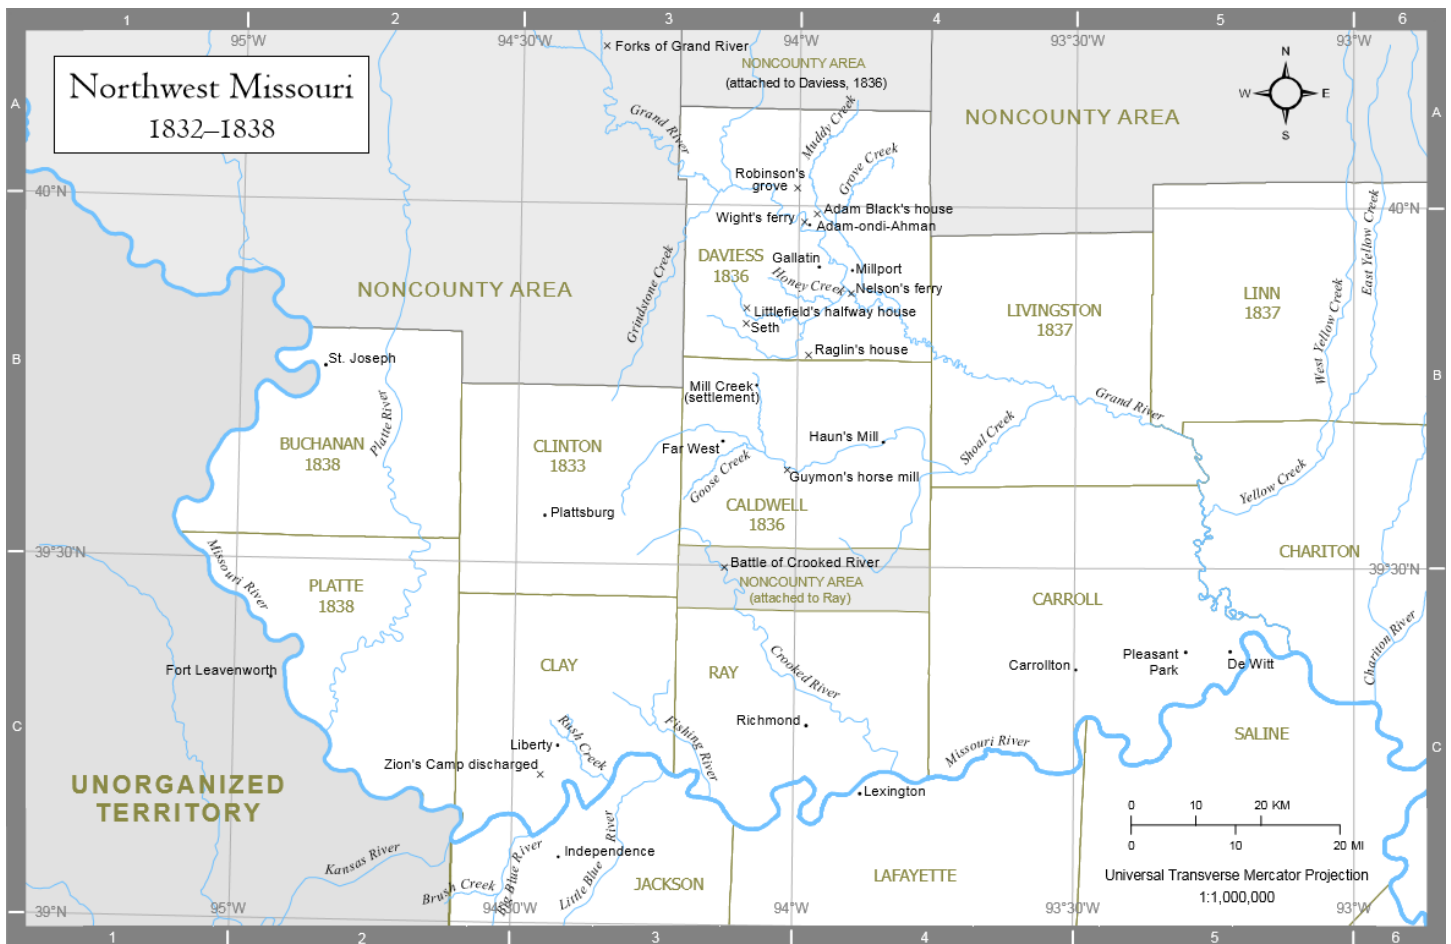 1 2 3 4 5 6
95°W 94°30'W 94°W 93°30'W 93°W
Northwest Missouri
1832–1838
Forks of Grand River
NONCOUNTY AREA
(attached to Daviess, 1836)
N
W E
S
A A
Grand River
Muddy Creek
NONCOUNTY AREA
Grove Creek
Robinson's
grove
40°N 40°N
Adam Black's house
Wight's ferry
Adam-ondi-Ahman
East Yellow Creek
DAVIESS
1836
Gallatin
Millport
Honey Creek
Nelson's ferry
Grindstone Creek
NONCOUNTY AREA
LIVINGSTON
1837
LINN
1837
West Yellow Creek
Littlefield's halfway house
Seth
Raglin's house
B B
St. Joseph
Mill Creek
(settlement)
Platte River
Grand River
Shoal Creek
BUCHANAN
1838
CLINTON
1833
Far West
Haun's Mill
Goose Creek
Guymon's horse mill
Yellow Creek
CALDWELL
1836
Plattsburg
39°30'N 39°30'N
Missouri River
CHARITON
Battle of Crooked River
NONCOUNTY AREA
(attached to Ray)
PLATTE
1838
CARROLL
Chariton River
Fort Leavenworth
CLAY
RAY
Crooked River
Carrollton
Pleasant
Park
De Witt
C C
Richmond
Rush Creek
Fishing River
Liberty
Zion's Camp discharged
Missouri River
SALINE
UNORGANIZED
TERRITORY
Lexington
0 10 20 KM
0 10 20 MI
Kansas River
Independence
Big Blue River
Little Blue River
Brush Creek
JACKSON
LAFAYETTE
Universal Transverse Mercator Projection
1:1,000,000
39°N 39°N
95°W 94°30'W 94°W 93°30'W 93°W
1 2 3 4 5 6